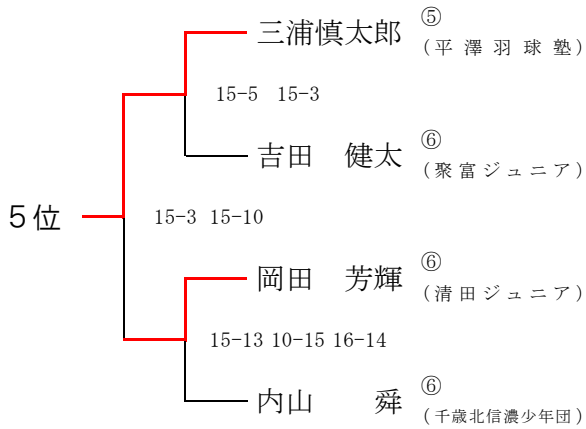 三浦慎太郎 ⑤
(平澤羽球塾)
15-5 15-3
吉田 健太 ⑥
(聚富ジュニア)
5位
15-3 15-10
岡田 芳輝 ⑥
(清田ジュニア)
15-13 10-15 16-14
内山 舜 ⑥
(千歳北信濃少年団)